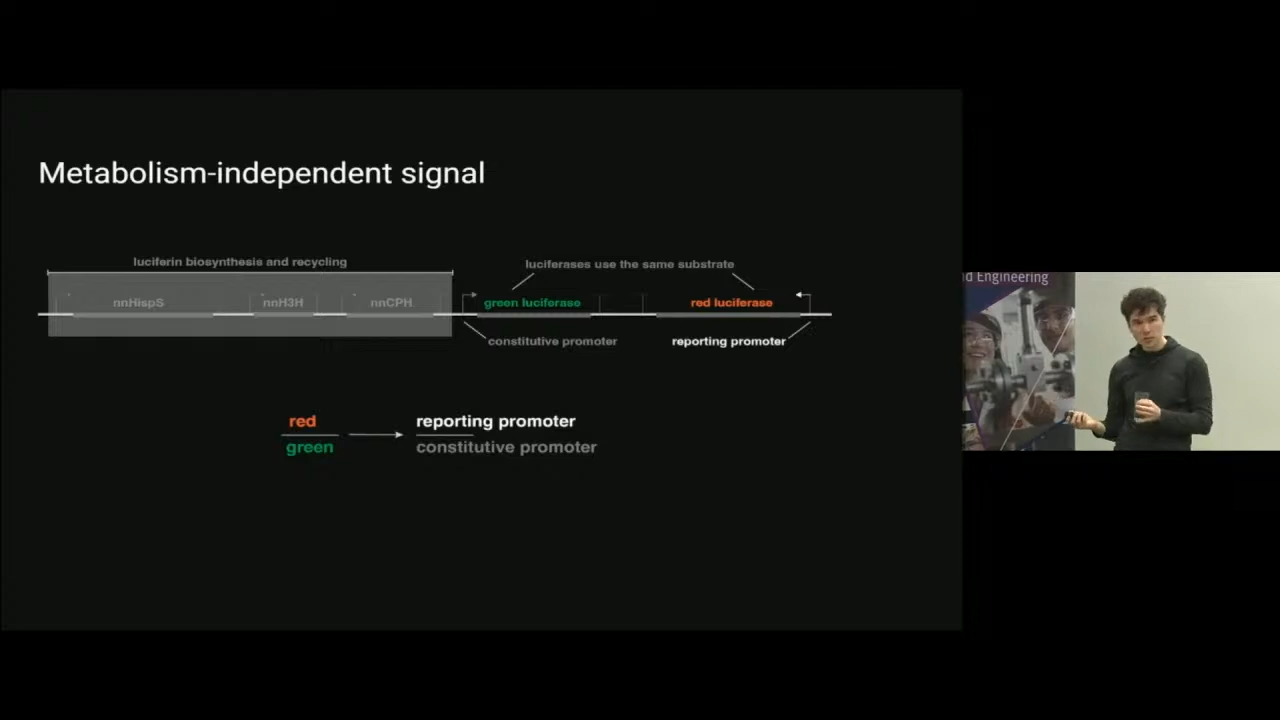 Metabolism-independent signal
luciferin biosynthesis and recycling
luciferases use the same substrate
nnHispS
nnH3H
nnCPH
green luciferase
red luciferase
constitutive promoter
reporting promoter
red
green
reporting promoter
constitutive promoter
d Engineering